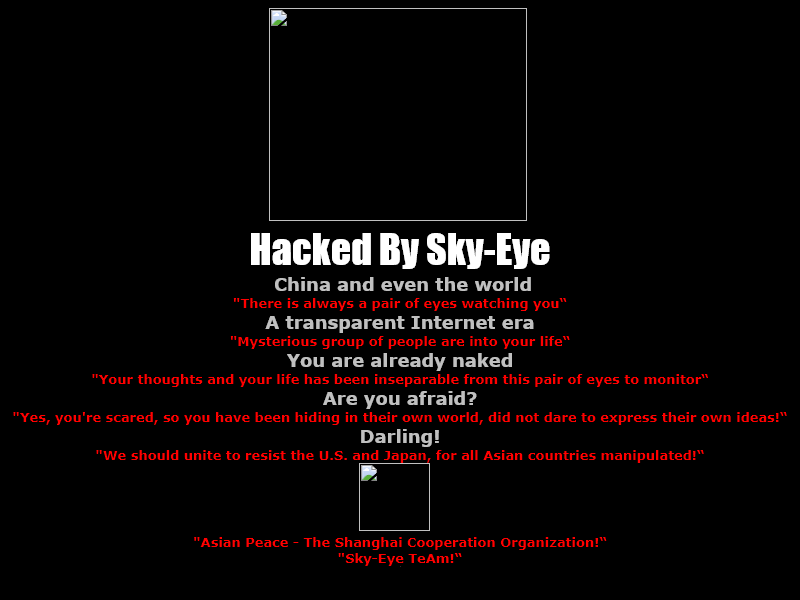 Hacked By Sky-Eye
China and even the world
"There is always a pair of eyes watching you“
A transparent Internet era
"Mysterious group of people are into your life“
You are already naked
"Your thoughts and your life has been inseparable from this pair of eyes to monitor“
Are you afraid?
"Yes, you're scared, so you have been hiding in their own world, did not dare to express their own ideas!“
Darling!
"We should unite to resist the U.S. and Japan, for all Asian countries manipulated!“
"Asian Peace - The Shanghai Cooperation Organization!“
"Sky-Eye TeAm!“